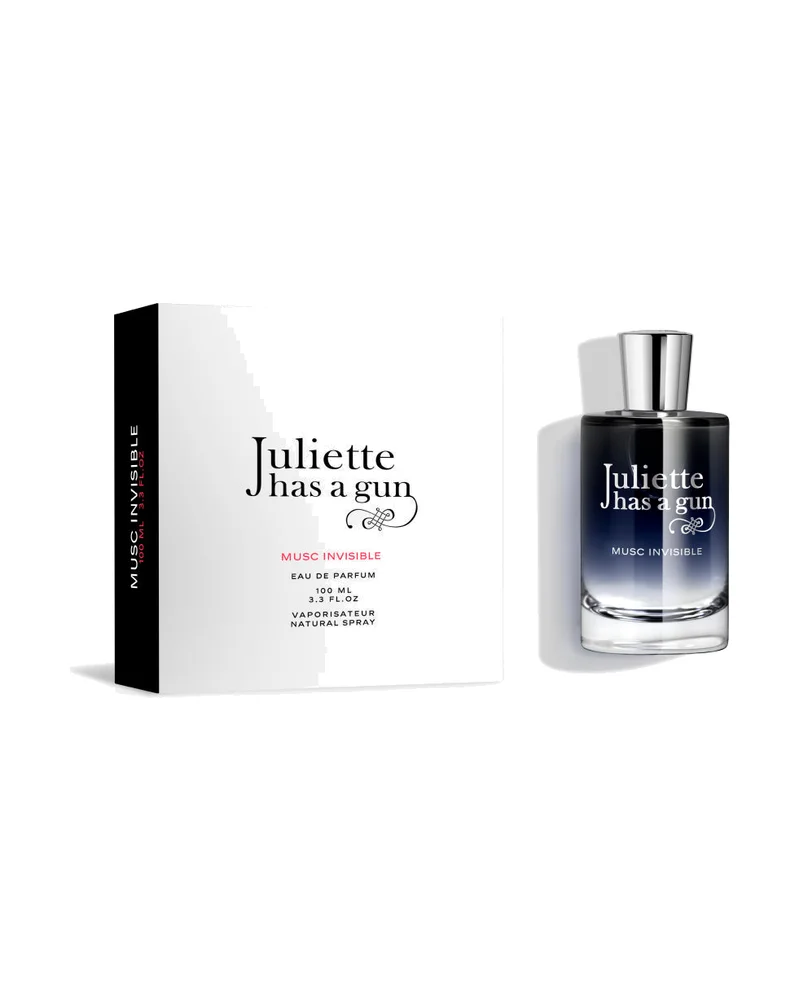 MUSC INVISIBLE
100 ML 3.3 FL.OZ
Juliette
has a gun
MUSC INVISIBLE
EAU DE PARFUM
100 ML
3.3 FL.OZ
VAPORISATEUR
NATURAL SPRAY
Juliette
has a gun
MUSC INVISIBLE